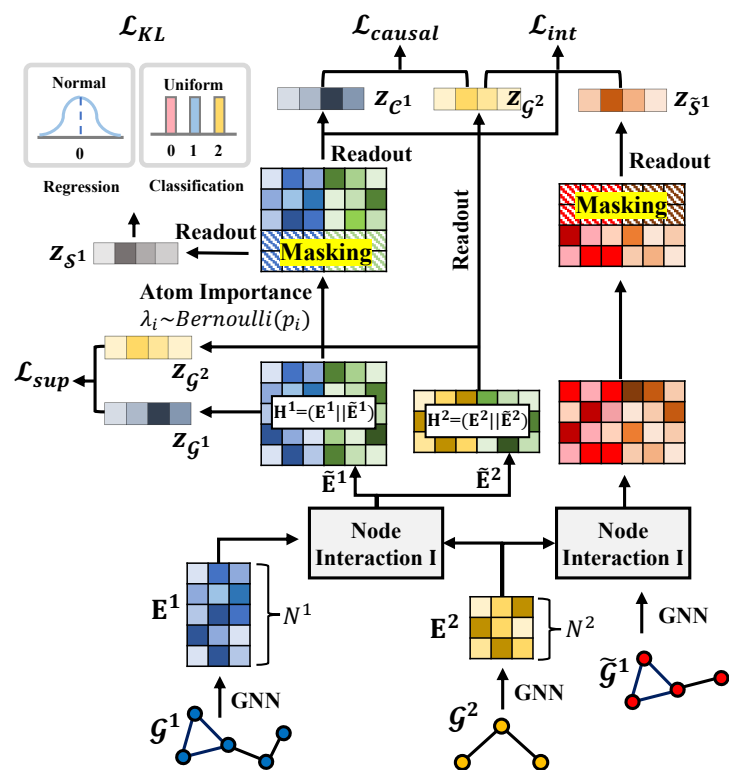 ℒ_KL
ℒ_causal
ℒ_int
Normal
0
Uniform
0 1 2
Regression
Classification
z_𝒞¹
z_𝒢²
z_𝒮̃¹
Readout
Readout
Masking
Masking
Readout
z_𝒮¹
Readout
Atom Importance
λ_i~Bernoulli(p_i)
z_𝒢²
ℒ_sup
z_𝒢¹
H¹=(E¹||Ẽ¹)
H²=(E²||Ẽ²)
Ẽ¹
Ẽ²
Node
Interaction I
Node
Interaction I
E¹
N¹
E²
N²
GNN
𝒢̃¹
GNN
𝒢¹
GNN
𝒢²